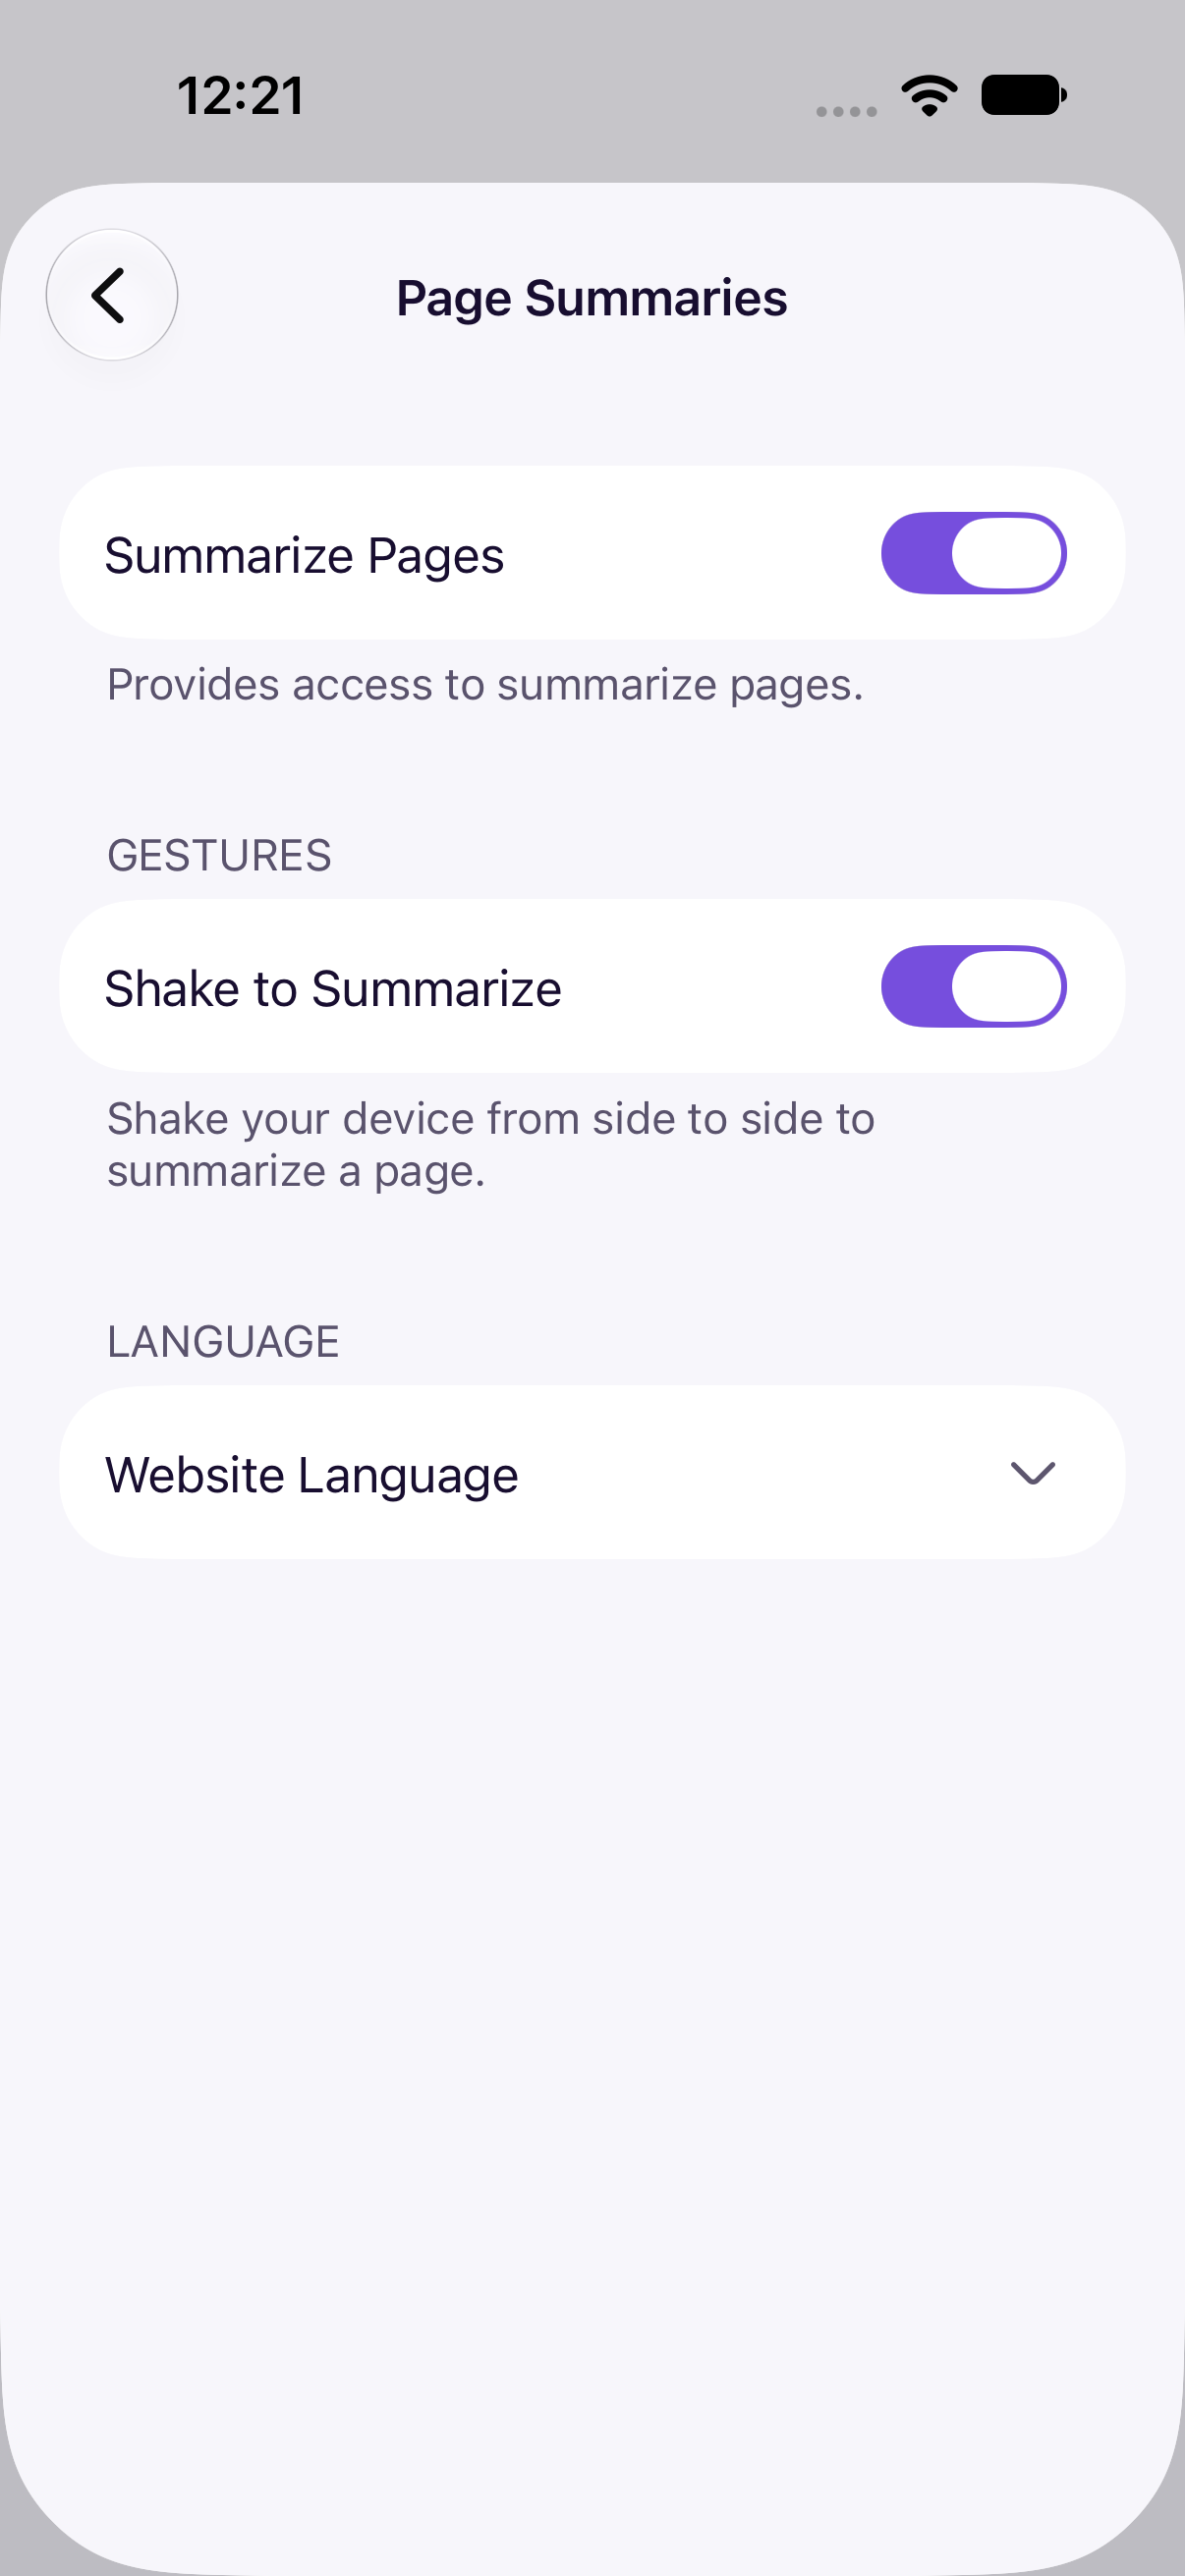 12:21
Page Summaries
Summarize Pages
Provides access to summarize pages.
GESTURES
Shake to Summarize
Shake your device from side to side to
summarize a page.
LANGUAGE
Website Language